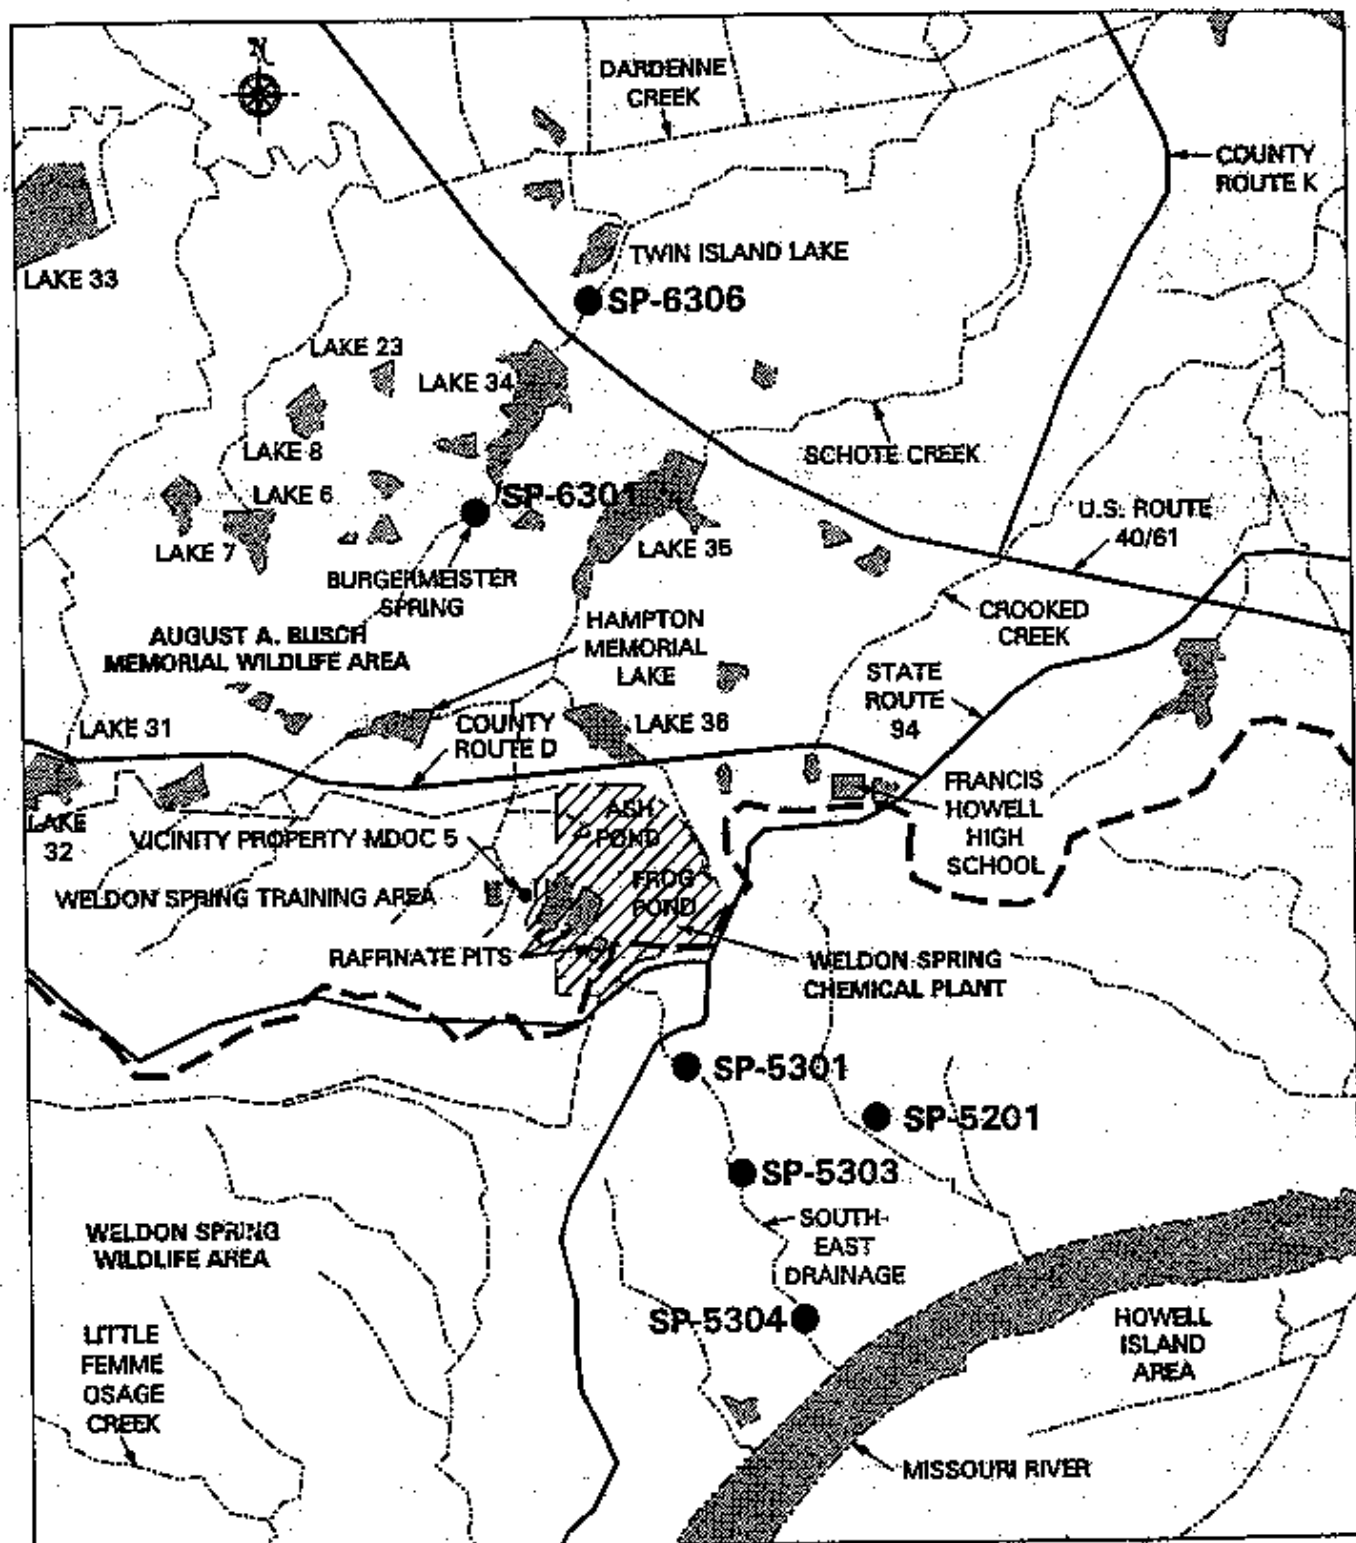 N
DARDENNE
CREEK
COUNTY
ROUTE K
TWIN ISLAND LAKE
LAKE 33
SP-6306
LAKE 23
LAKE 34
LAKE 8
SCHOTE CREEK
LAKE 6
SP-6301
U.S. ROUTE
40/61
LAKE 7
LAKE 35
BURGERMEISTER
SPRING
HAMPTON
MEMORIAL
LAKE
CROOKED
CREEK
AUGUST A. BUSCH
MEMORIAL WILDLIFE AREA
STATE
ROUTE
94
LAKE 31
COUNTY
ROUTE D
LAKE 36
FRANCIS
HOWELL
HIGH
SCHOOL
LAKE
32
ASH
POND
VICINITY PROPERTY MDOC 5
WELDON SPRING TRAINING AREA
FROG
POND
RAFFINATE PITS
WELDON SPRING
CHEMICAL PLANT
SP-5301
SP-5201
SP-5303
SOUTH-
EAST
DRAINAGE
WELDON SPRING
WILDLIFE AREA
SP-5304
HOWELL
ISLAND
AREA
LITTLE
FEMME
OSAGE
CREEK
MISSOURI RIVER